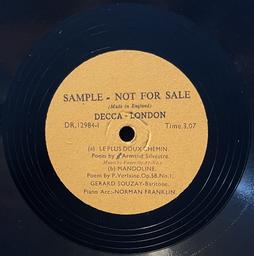 SAMPLE - NOT FOR SALE
(Made in England)
DECCA - LONDON
DR.12984-1 Time.3.07
(a) LE PLUS DOUX CHEMIN.
Poem by Armand Silvestre.
(b) MANDOLINE.
Poem by P. Verlaine.Op.58.No.1.
GERARD SOUZAY-Baritone.
Piano Acc:-NORMAN FRANKLIN.